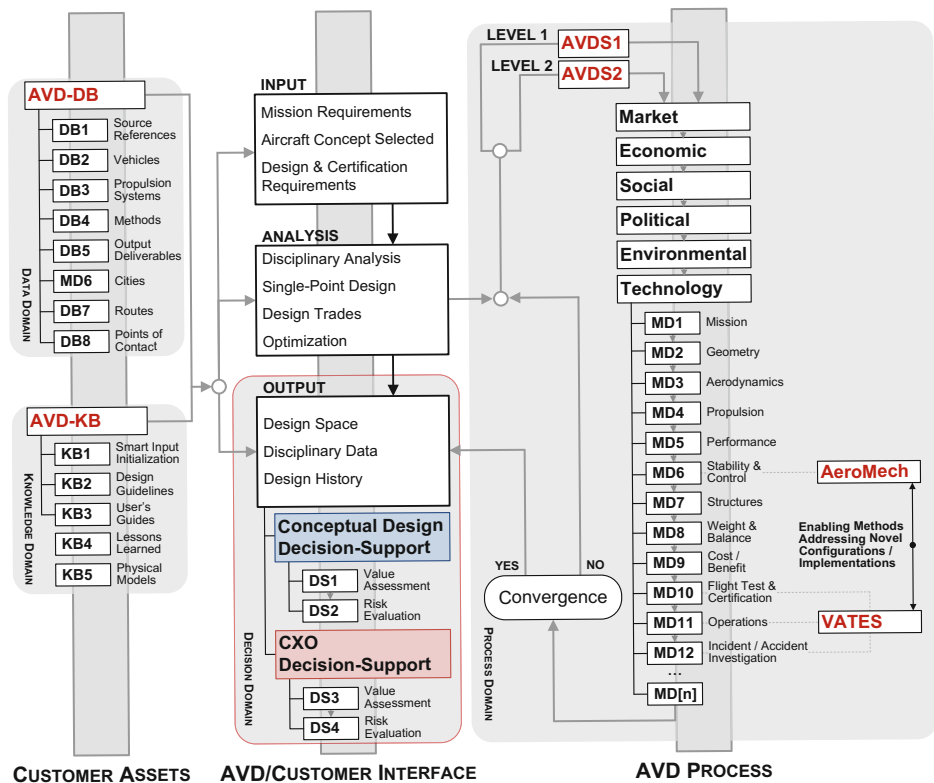 AVD-DB
DB1
Source
References
DB2
Vehicles
DB3
Propulsion
Systems
DB4
Methods
DB5
Output
Deliverables
MD6
Cities
DB7
Routes
DB8
Points of
Contact
DATA DOMAIN
AVD-KB
KB1
Smart Input
Initialization
KB2
Design
Guidelines
KB3
User's
Guides
KB4
Lessons
Learned
KB5
Physical
Models
KNOWLEDGE DOMAIN
CUSTOMER ASSETS
INPUT
Mission Requirements
Aircraft Concept Selected
Design & Certification
Requirements
ANALYSIS
Disciplinary Analysis
Single-Point Design
Design Trades
Optimization
OUTPUT
Design Space
Disciplinary Data
Design History
Conceptual Design
Decision-Support
DS1
Value
Assessment
DS2
Risk
Evaluation
CXO
Decision-Support
DS3
Value
Assessment
DS4
Risk
Evaluation
DECISION DOMAIN
AVD/CUSTOMER INTERFACE
LEVEL 1
AVDS1
LEVEL 2
AVDS2
Market
Economic
Social
Political
Environmental
Technology
MD1
Mission
MD2
Geometry
MD3
Aerodynamics
MD4
Propulsion
MD5
Performance
MD6
Stability &
Control
MD7
Structures
MD8
Weight &
Balance
MD9
Cost /
Benefit
MD10
Flight Test &
Certification
MD11
Operations
MD12
Incident / Accident
Investigation
...
MD[n]
AeroMech
Enabling Methods
Addressing Novel
Configurations /
Implementations
VATES
YES
NO
Convergence
PROCESS DOMAIN
AVD PROCESS